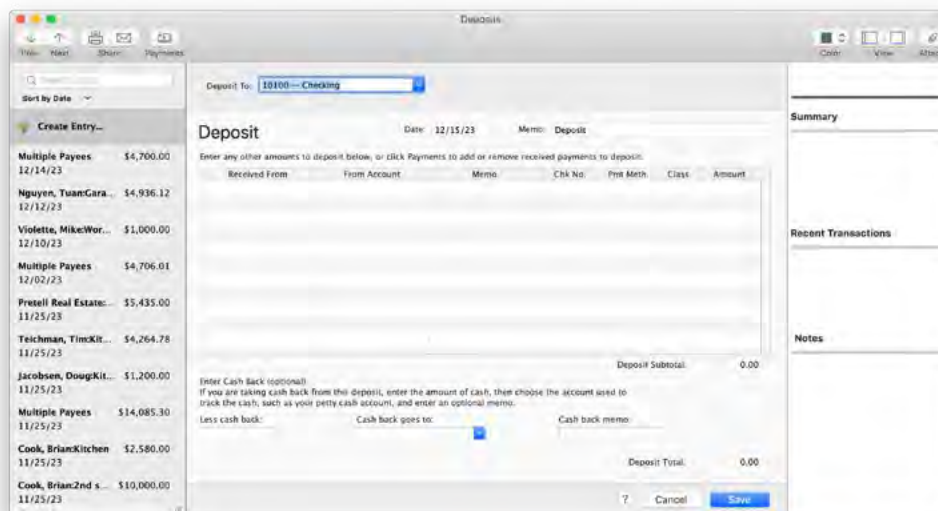 Deposits
Prev Next Share Payments Color View
Sort by Date
Deposit To: 10100 — Checking
Create Entry...
Deposit
Date: 12/15/23
Memo: Deposit
Enter any other amounts to deposit below, or click Payments to add or remove received payments to deposit.
Received From From Account Memo Chk No. Pmt Meth. Class Amount
Multiple Payees $4,700.00
12/14/23
Nguyen, Tuan:Gara... $4,936.12
12/12/23
Violette, Mike:Wor... $1,000.00
12/10/23
Multiple Payees $4,706.01
12/02/23
Pretell Real Estate:... $5,435.00
11/25/23
Teichman, Tim:Kit... $4,264.78
11/25/23
Jacobsen, Doug:Kit... $1,200.00
11/25/23
Multiple Payees $14,085.30
11/25/23
Cook, Brian:Kitchen $2,580.00
11/25/23
Cook, Brian:2nd s... $10,000.00
11/25/23
Deposit Subtotal: 0.00
Enter Cash Back (optional)
If you are taking cash back from this deposit, enter the amount of cash, then choose the account used to
track the cash, such as your petty cash account, and enter an optional memo.
Less cash back: Cash back goes to: Cash back memo:
Deposit Total: 0.00
? Cancel Save
Summary
Recent Transactions
Notes